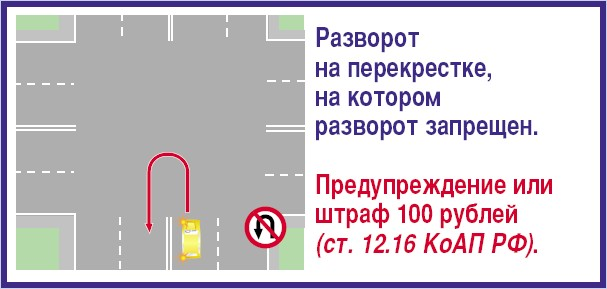 Разворот
на перекрестке,
на котором
разворот запрещен.
Предупреждение или
штраф 100 рублей
(ст. 12.16 КоАП РФ).